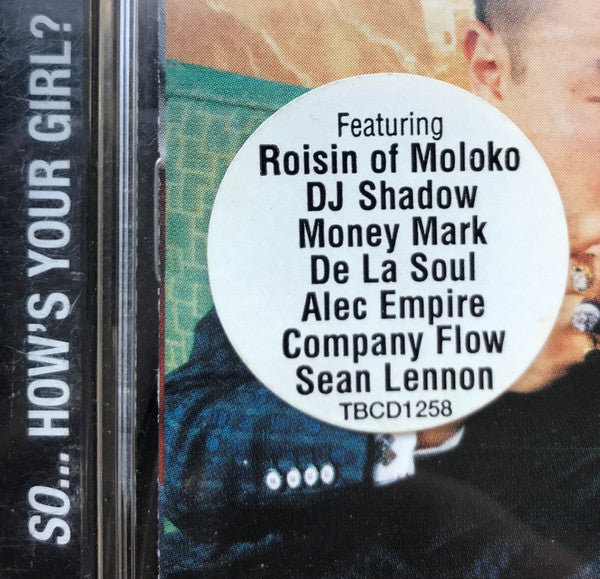 SO... HOW'S YOUR GIRL?
Featuring
Roisin of Moloko
DJ Shadow
Money Mark
De La Soul
Alec Empire
Company Flow
Sean Lennon
TBCD1258